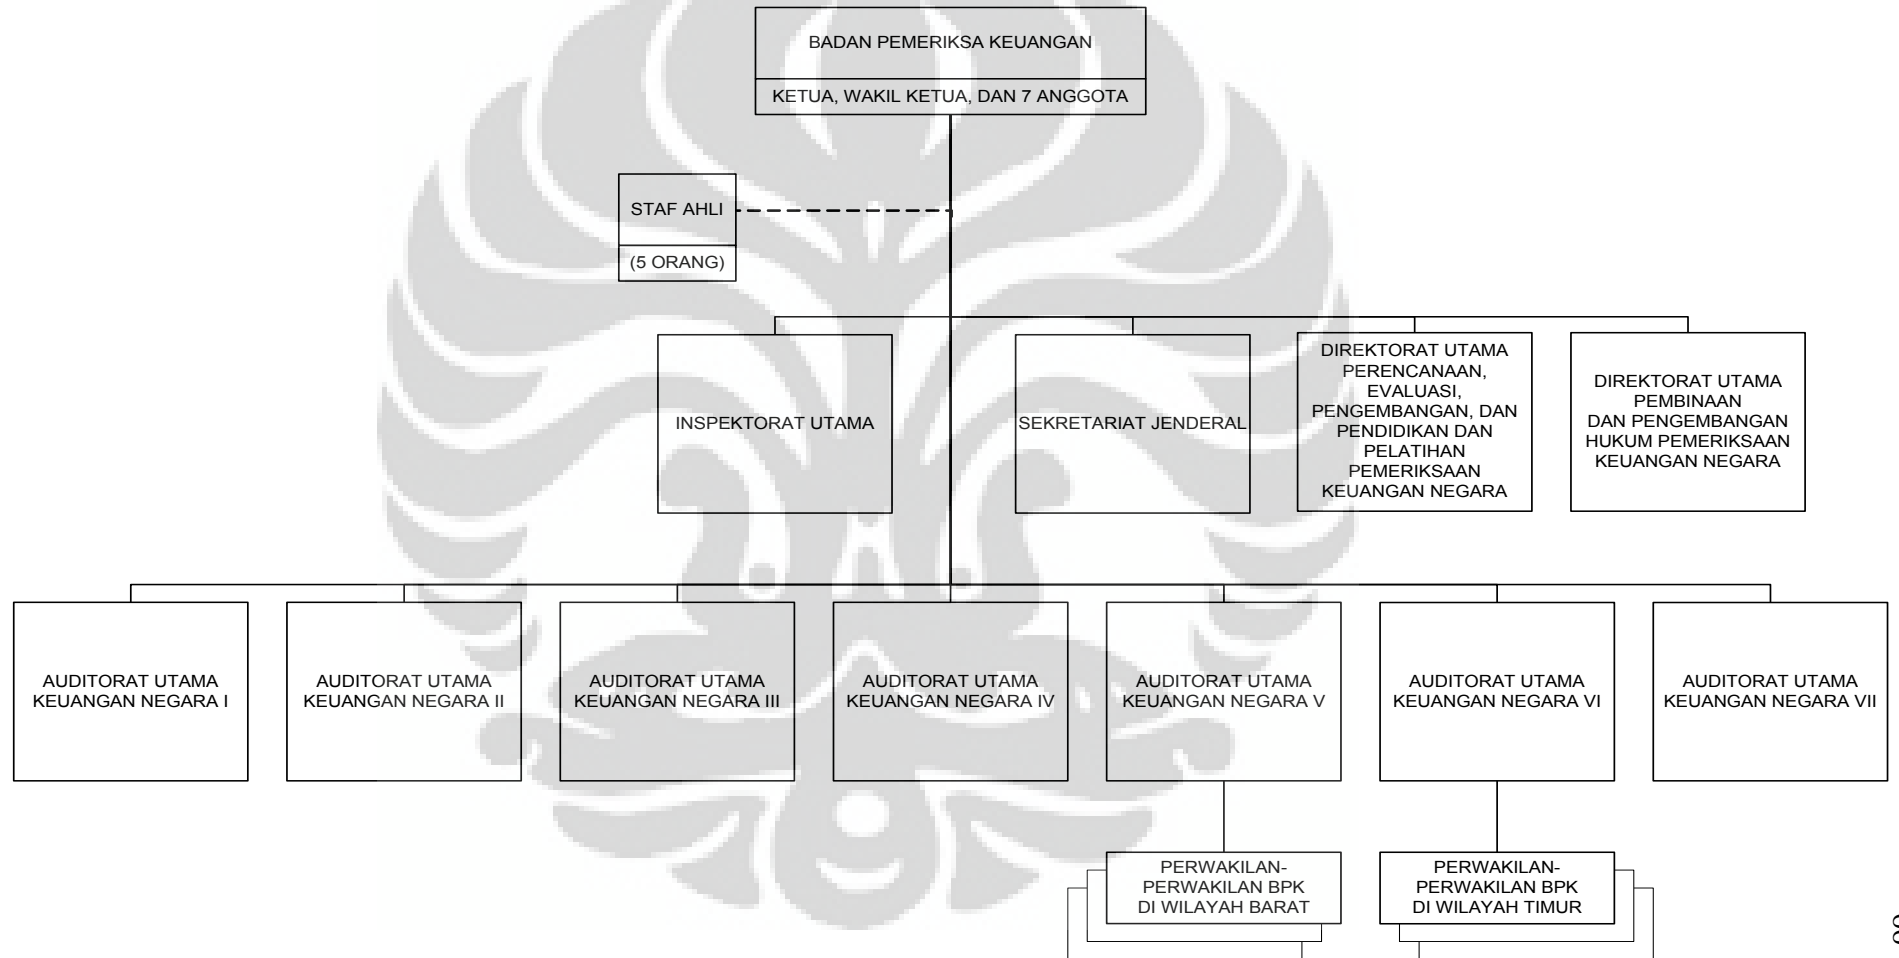 BADAN PEMERIKSA KEUANGAN
KETUA, WAKIL KETUA, DAN 7 ANGGOTA
STAF AHLI
(5 ORANG)
INSPEKTORAT UTAMA
SEKRETARIAT JENDERAL
DIREKTORAT UTAMA
PERENCANAAN,
EVALUASI,
PENGEMBANGAN, DAN
PENDIDIKAN DAN
PELATIHAN
PEMERIKSAAN
KEUANGAN NEGARA
DIREKTORAT UTAMA
PEMBINAAN
DAN PENGEMBANGAN
HUKUM PEMERIKSAAN
KEUANGAN NEGARA
AUDITORAT UTAMA
KEUANGAN NEGARA I
AUDITORAT UTAMA
KEUANGAN NEGARA II
AUDITORAT UTAMA
KEUANGAN NEGARA III
AUDITORAT UTAMA
KEUANGAN NEGARA IV
AUDITORAT UTAMA
KEUANGAN NEGARA V
AUDITORAT UTAMA
KEUANGAN NEGARA VI
AUDITORAT UTAMA
KEUANGAN NEGARA VII
PERWAKILAN-
PERWAKILAN BPK
DI WILAYAH BARAT
PERWAKILAN-
PERWAKILAN BPK
DI WILAYAH TIMUR